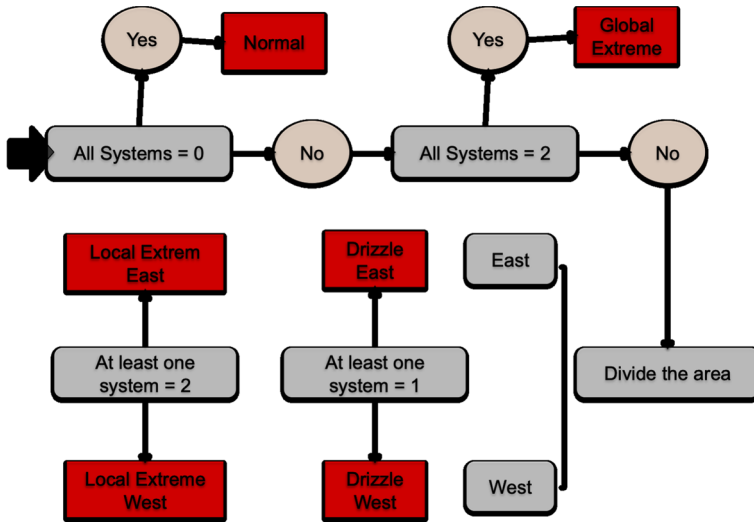 Yes
Normal
Yes
Global
Extreme
All Systems = 0
No
All Systems = 2
No
Local Extrem
East
Drizzle
East
East
At least one
system = 2
At least one
system = 1
Divide the area
Local Extreme
West
Drizzle
West
West